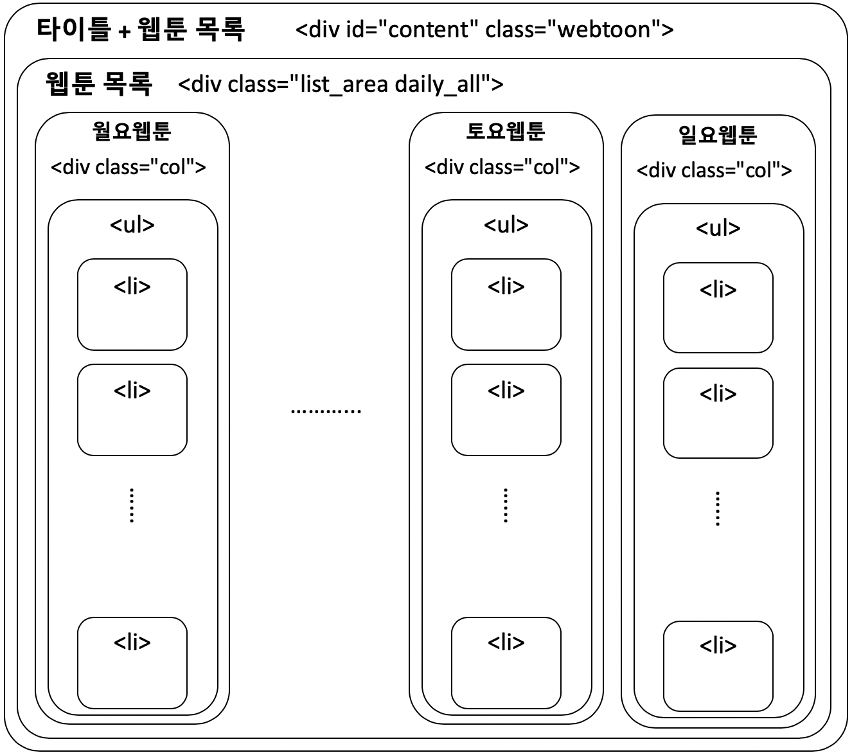 타이틀 + 웹툰 목록 <div id="content" class="webtoon">
웹툰 목록 <div class="list_area daily_all">
월요웹툰
<div class="col">
<ul>
<li>
<li>
<li>
............
토요웹툰
<div class="col">
<ul>
<li>
<li>
<li>
일요웹툰
<div class="col">
<ul>
<li>
<li>
<li>